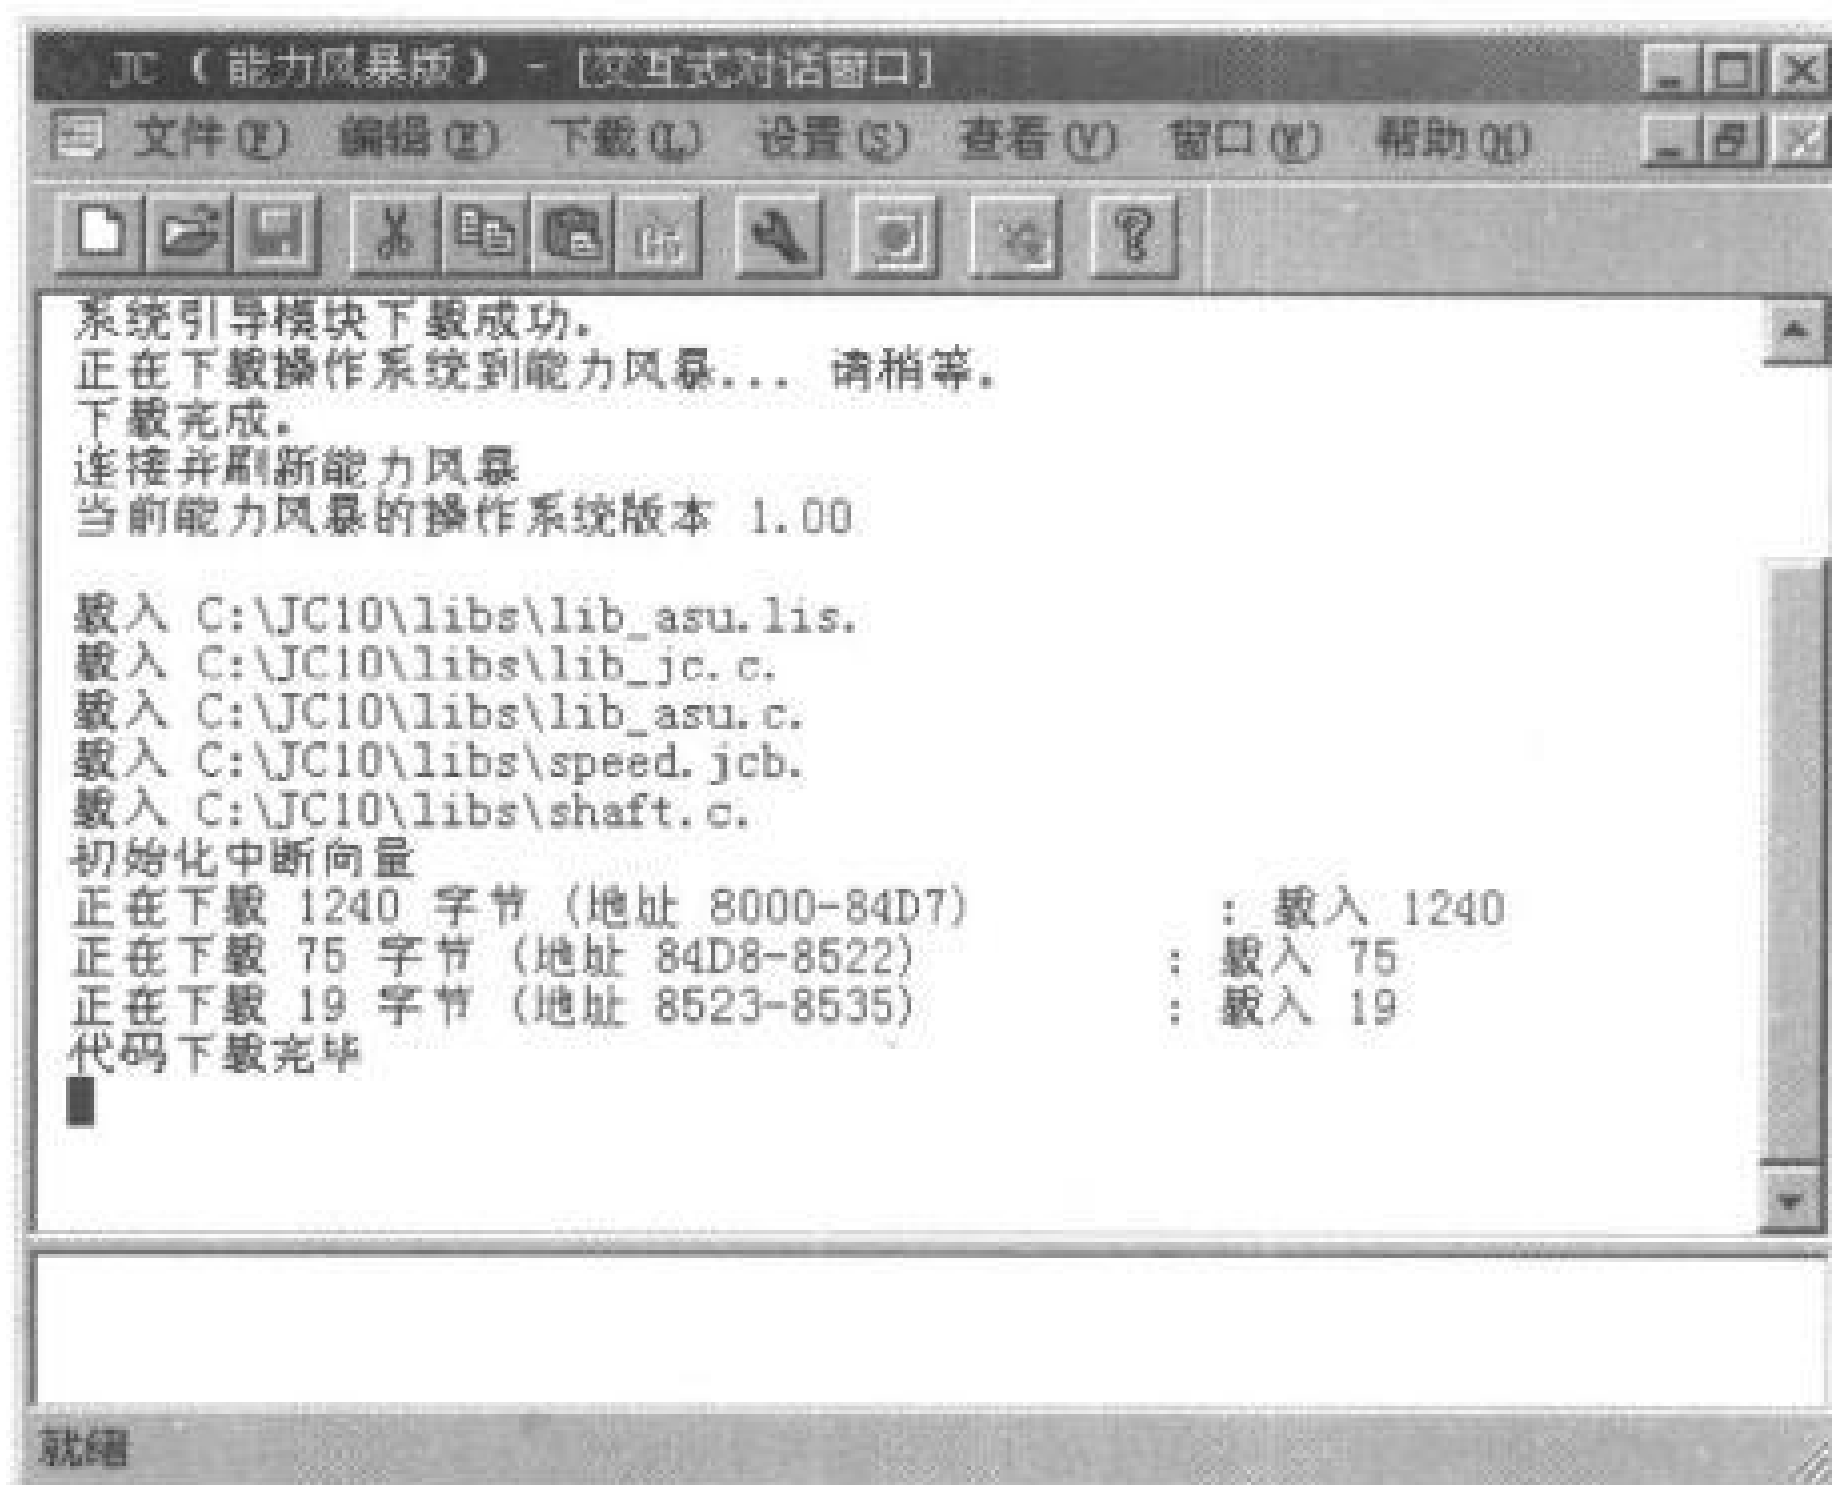 JC (能力风暴版) - [交互式对话窗口]
文件(F) 编辑(E) 下载(L) 设置(S) 查看(V) 窗口(W) 帮助(H)
系统引导模块下载成功.
正在下载操作系统到能力风暴... 请稍等.
下载完成.
连接并刷新能力风暴
当前能力风暴的操作系统版本 1.00
载入 C:\JC10\libs\lib_asu.lis.
载入 C:\JC10\libs\lib_jc.c.
载入 C:\JC10\libs\lib_asu.c.
载入 C:\JC10\libs\speed.jcb.
载入 C:\JC10\libs\shaft.c.
初始化中断向量
正在下载 1240 字节 (地址 8000-84D7) : 载入 1240
正在下载 75 字节 (地址 84D8-8522) : 载入 75
正在下载 19 字节 (地址 8523-8535) : 载入 19
代码下载完毕
就绪